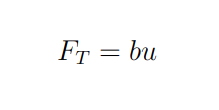 $F_T = bu$